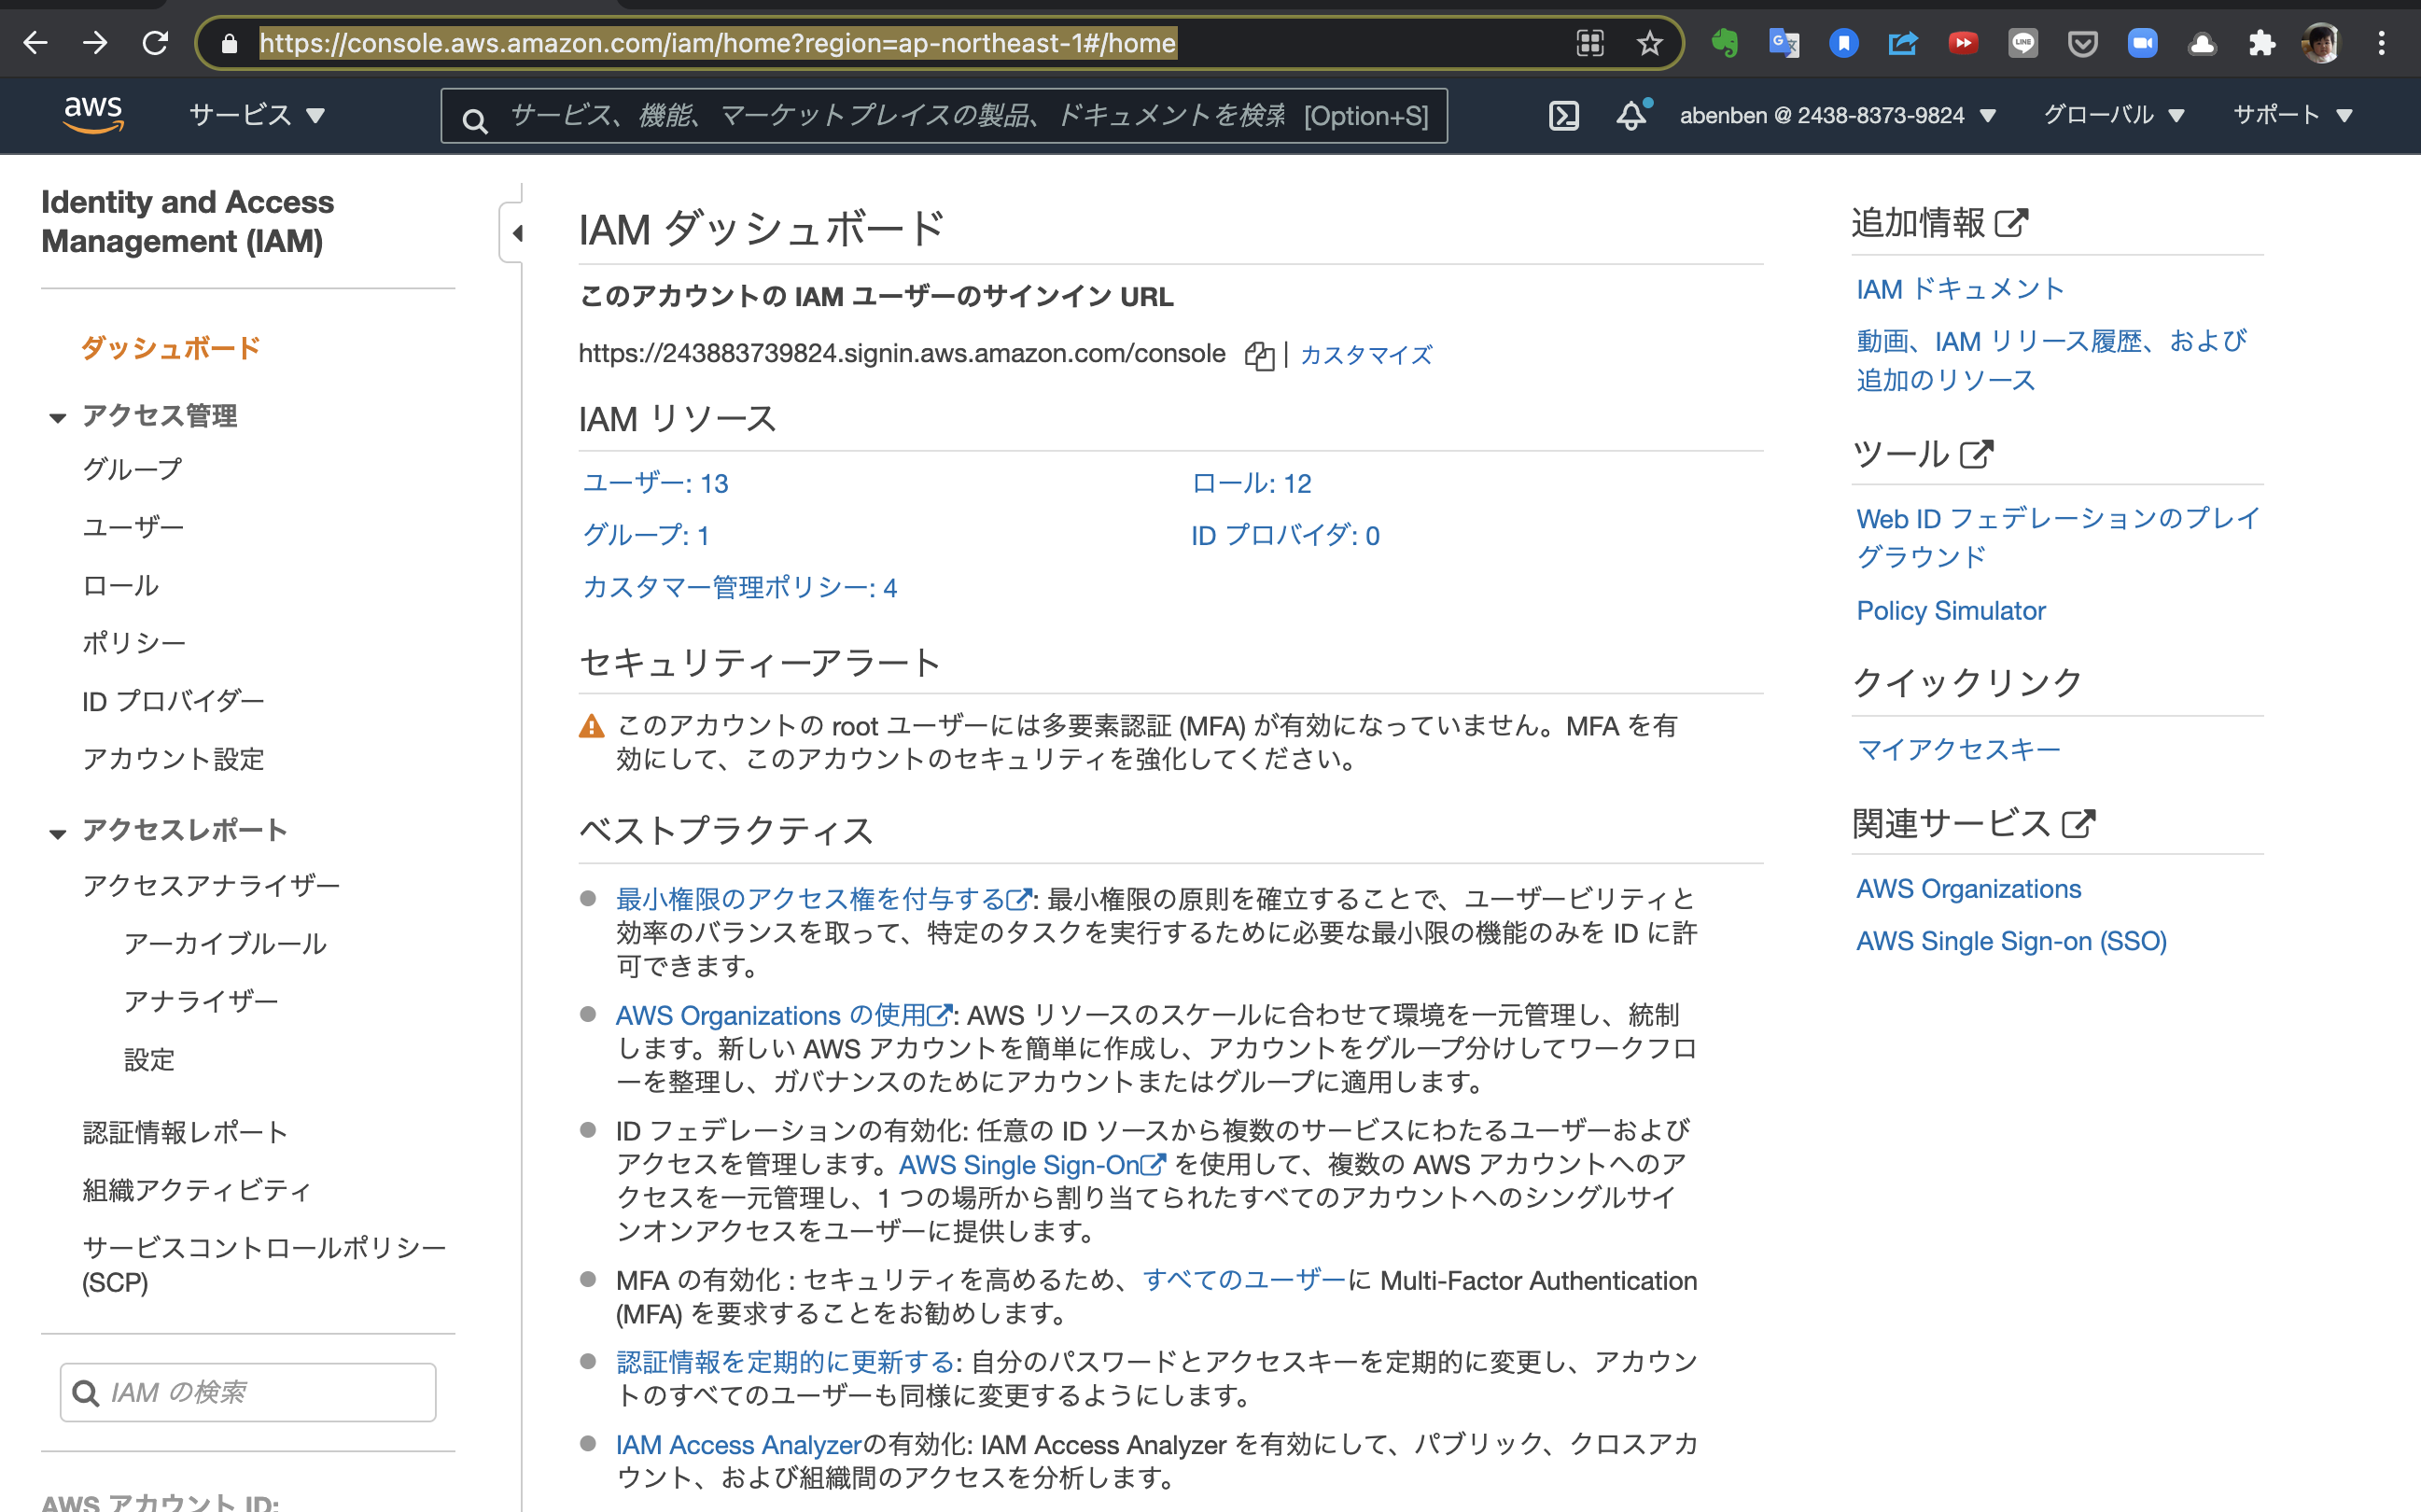 https://console.aws.amazon.com/iam/home?region=ap-northeast-1#/home
aws
サービス
サービス、機能、マーケットプレイスの製品、ドキュメントを検索 [Option+S]
abenben @ 2438-8373-9824
グローバル
サポート
Identity and Access
Management (IAM)
ダッシュボード
アクセス管理
グループ
ユーザー
ロール
ポリシー
ID プロバイダー
アカウント設定
アクセスレポート
アクセスアナライザー
アーカイブルール
アナライザー
設定
認証情報レポート
組織アクティビティ
サービスコントロールポリシー
(SCP)
IAM の検索
AWS アカウント ID:
IAM ダッシュボード
このアカウントの IAM ユーザーのサインイン URL
https://243883739824.signin.aws.amazon.com/console | カスタマイズ
IAM リソース
ユーザー: 13
ロール: 12
グループ: 1
ID プロバイダ: 0
カスタマー管理ポリシー: 4
セキュリティーアラート
このアカウントの root ユーザーには多要素認証 (MFA) が有効になっていません。MFA を有
効にして、このアカウントのセキュリティを強化してください。
ベストプラクティス
最小権限のアクセス権を付与する: 最小権限の原則を確立することで、ユーザービリティと
効率のバランスを取って、特定のタスクを実行するために必要な最小限の機能のみを ID に許
可できます。
AWS Organizations の使用: AWS リソースのスケールに合わせて環境を一元管理し、統制
します。新しい AWS アカウントを簡単に作成し、アカウントをグループ分けしてワークフロ
ーを整理し、ガバナンスのためにアカウントまたはグループに適用します。
ID フェデレーションの有効化: 任意の ID ソースから複数のサービスにわたるユーザーおよび
アクセスを管理します。AWS Single Sign-On を使用して、複数の AWS アカウントへのア
クセスを一元管理し、1 つの場所から割り当てられたすべてのアカウントへのシングルサイ
ンオンアクセスをユーザーに提供します。
MFA の有効化 : セキュリティを高めるため、すべてのユーザーに Multi-Factor Authentication
(MFA) を要求することをお勧めします。
認証情報を定期的に更新する: 自分のパスワードとアクセスキーを定期的に変更し、アカウン
トのすべてのユーザーも同様に変更するようにします。
IAM Access Analyzerの有効化: IAM Access Analyzer を有効にして、パブリック、クロスアカ
ウント、および組織間のアクセスを分析します。
追加情報
IAM ドキュメント
動画、IAM リリース履歴、および
追加のリソース
ツール
Web ID フェデレーションのプレイ
グラウンド
Policy Simulator
クイックリンク
マイアクセスキー
関連サービス
AWS Organizations
AWS Single Sign-on (SSO)